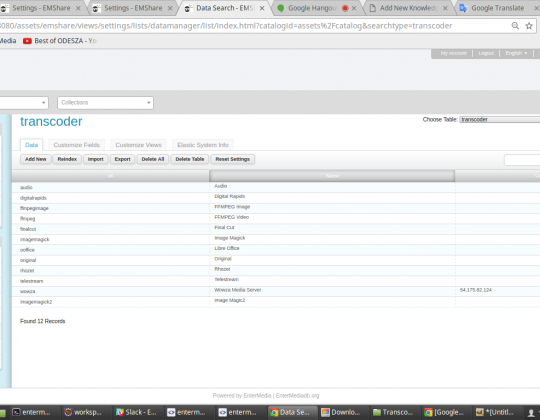 Settings - EMShare
Settings - EMShare
Data Search - EMS
Google Hangou
Add New Knowled
Google Translate
8080/assets/emshare/views/settings/lists/datamanager/list/index.html?catalogid=assets%2Fcatalog&searchtype=transcoder
Media
Best of ODESZA - Yo
My Account
Logout
English
Collections
transcoder
Choose Table:
transcoder
Data
Customize Fields
Customize Views
Elastic System Info
Add New
Reindex
Import
Export
Delete All
Delete Table
Reset Settings
Name
audio
Audio
digitalrapids
Digital Rapids
ffmpegimage
FFMPEG Image
ffmpeg
FFMPEG Video
finalcut
Final Cut
imagemagick
Image Magick
ooffice
Libre Office
original
Original
rhozet
Rhozet
telestream
Telestream
wowza
Wowza Media Server
54.175.82.124
imagemagick2
Image Magic2
Found 12 Records
Powered by EnterMedia | EnterMediadb.org
enterm...
worksp...
Slack - E...
enterm...
enterm...
Data Se...
Downlo...
Transco...
[Google...
*[Untitl...